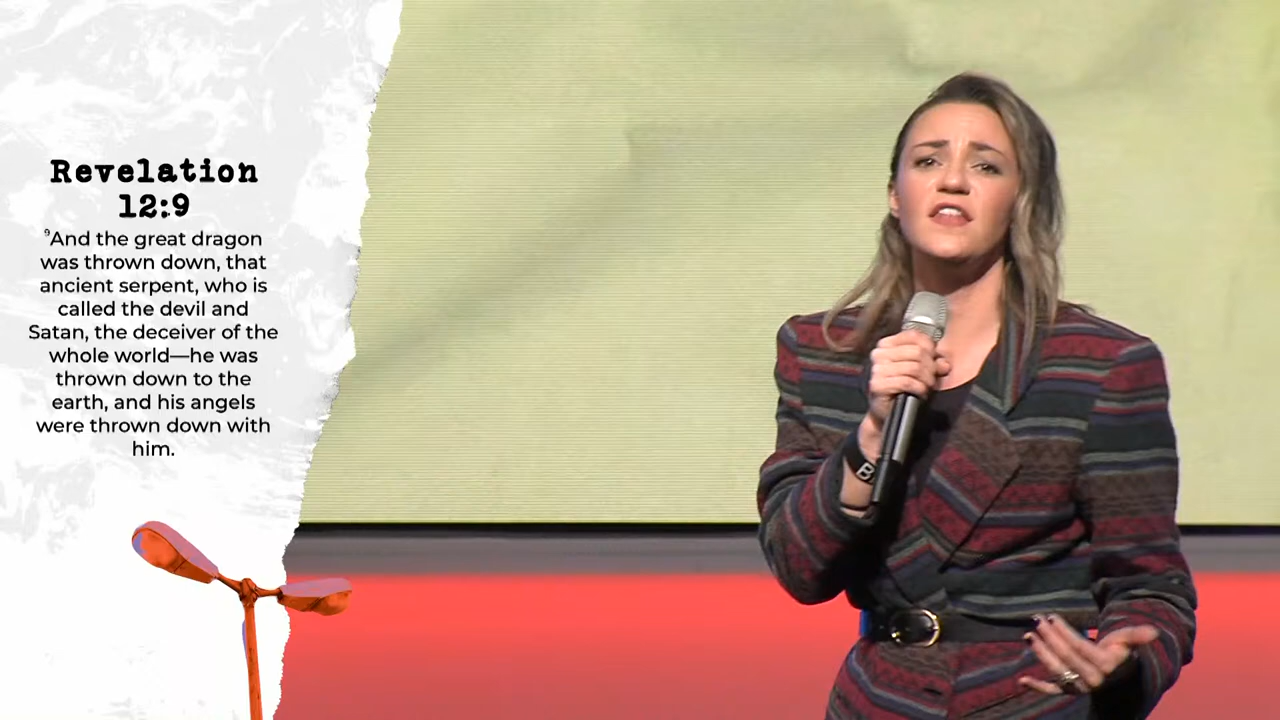 Revelation
12:9
⁹And the great dragon
was thrown down, that
ancient serpent, who is
called the devil and
Satan, the deceiver of the
whole world—he was
thrown down to the
earth, and his angels
were thrown down with
him.
B